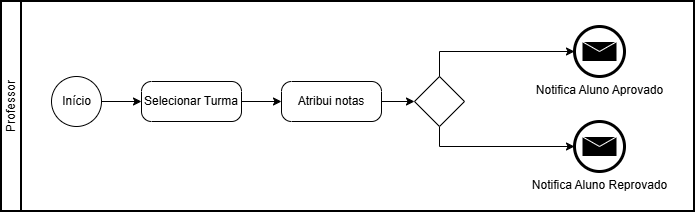 Professor
Início
Selecionar Turma
Atribui notas
Notifica Aluno Aprovado
Notifica Aluno Reprovado